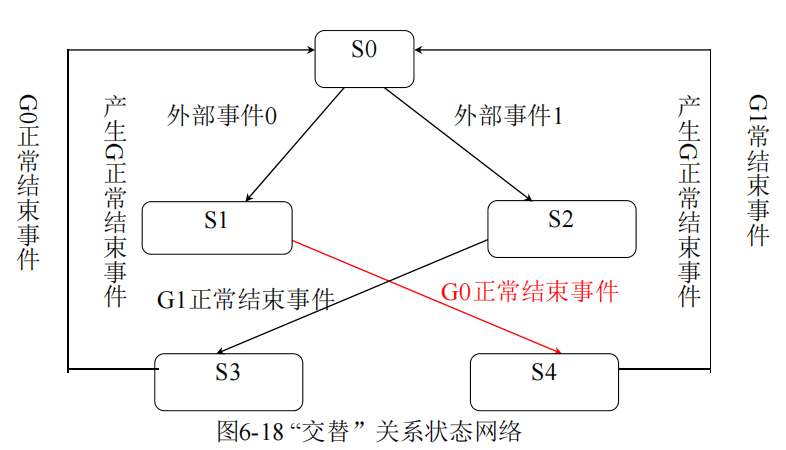 S0
外部事件0
外部事件1
G0正常结束事件
产生G正常结束事件
产生G正常结束事件
G1常结束事件
S1
S2
G1正常结束事件
G0正常结束事件
S3
S4
图6-18 “交替”关系状态网络